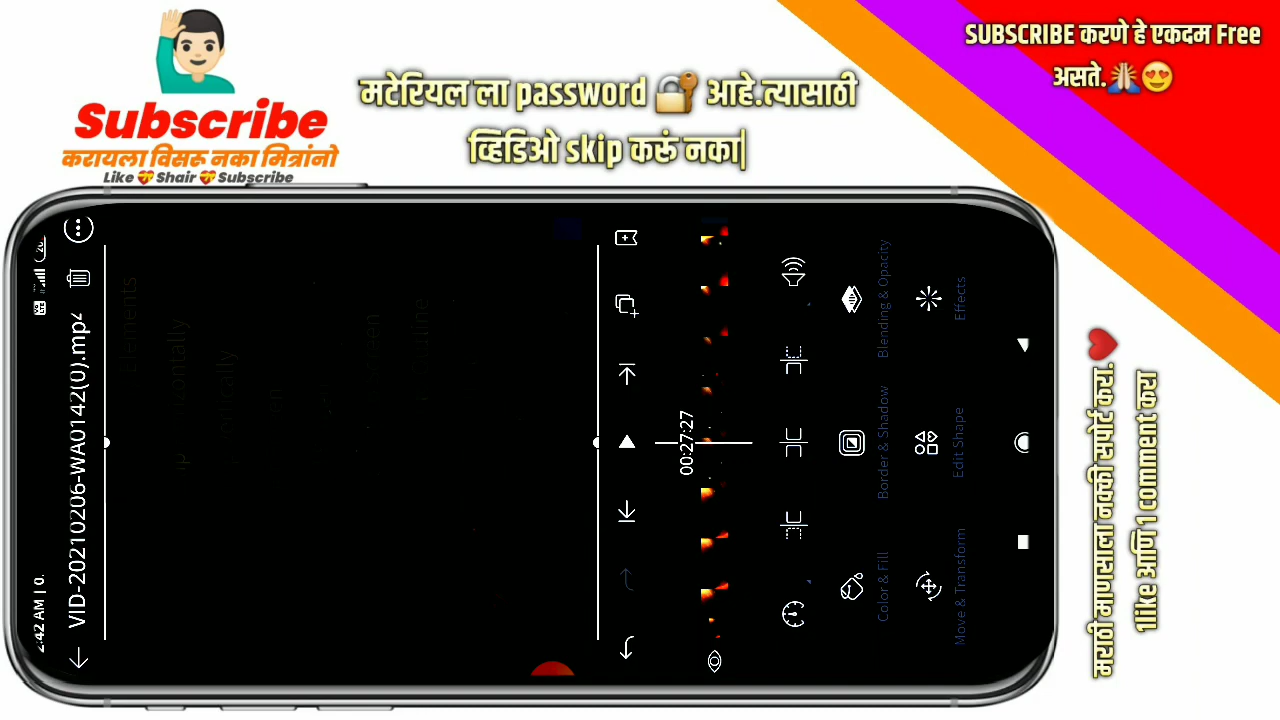 Subscribe
करायला विसरू नका मित्रांनो
Like 💝 Shair 💝 Subscribe
मटेरियल ला password 🔐 आहे.त्यासाठी
व्हिडिओ skip करूं नका|
SUBSCRIBE करणे हे एकदम Free
असते.🙏🏻😍
VID-20210206-WA0142(0).mp4
Elements
00:27:27
Color & Fill
Border & Shadow
Blending & Opacity
Move & Transform
Edit Shape
Effects
मराठी माणसाला नक्की सपोर्ट करा.❤
1like आणि 1 comment करा